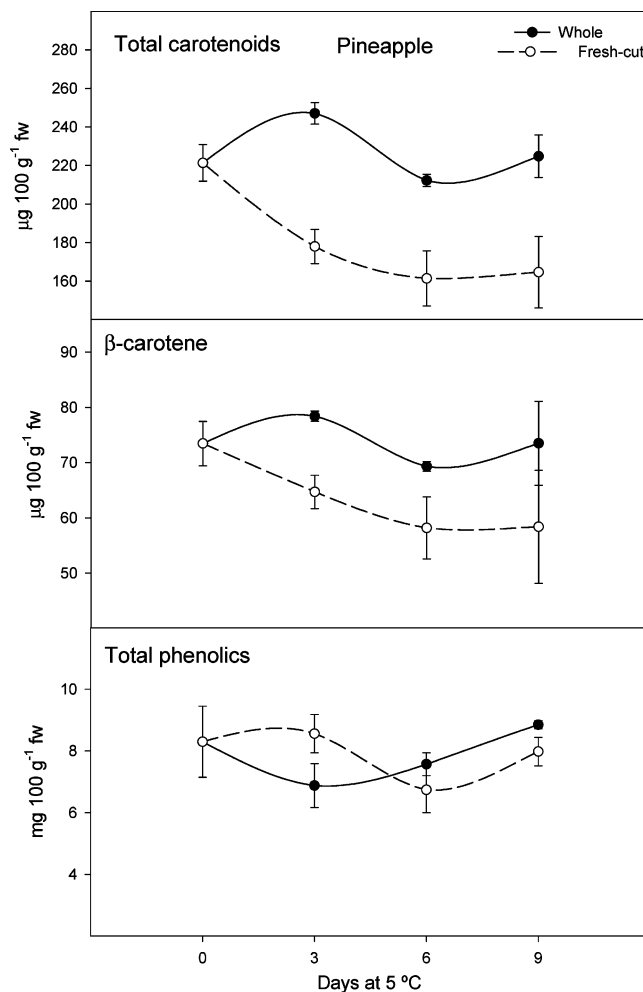 Total carotenoids Pineapple
Whole
Fresh-cut
280
260
240
220
200
180
160
µg 100 g⁻¹ fw
β-carotene
90
80
70
60
50
µg 100 g⁻¹ fw
Total phenolics
10
8
6
4
mg 100 g⁻¹ fw
0 3 6 9
Days at 5 ºC